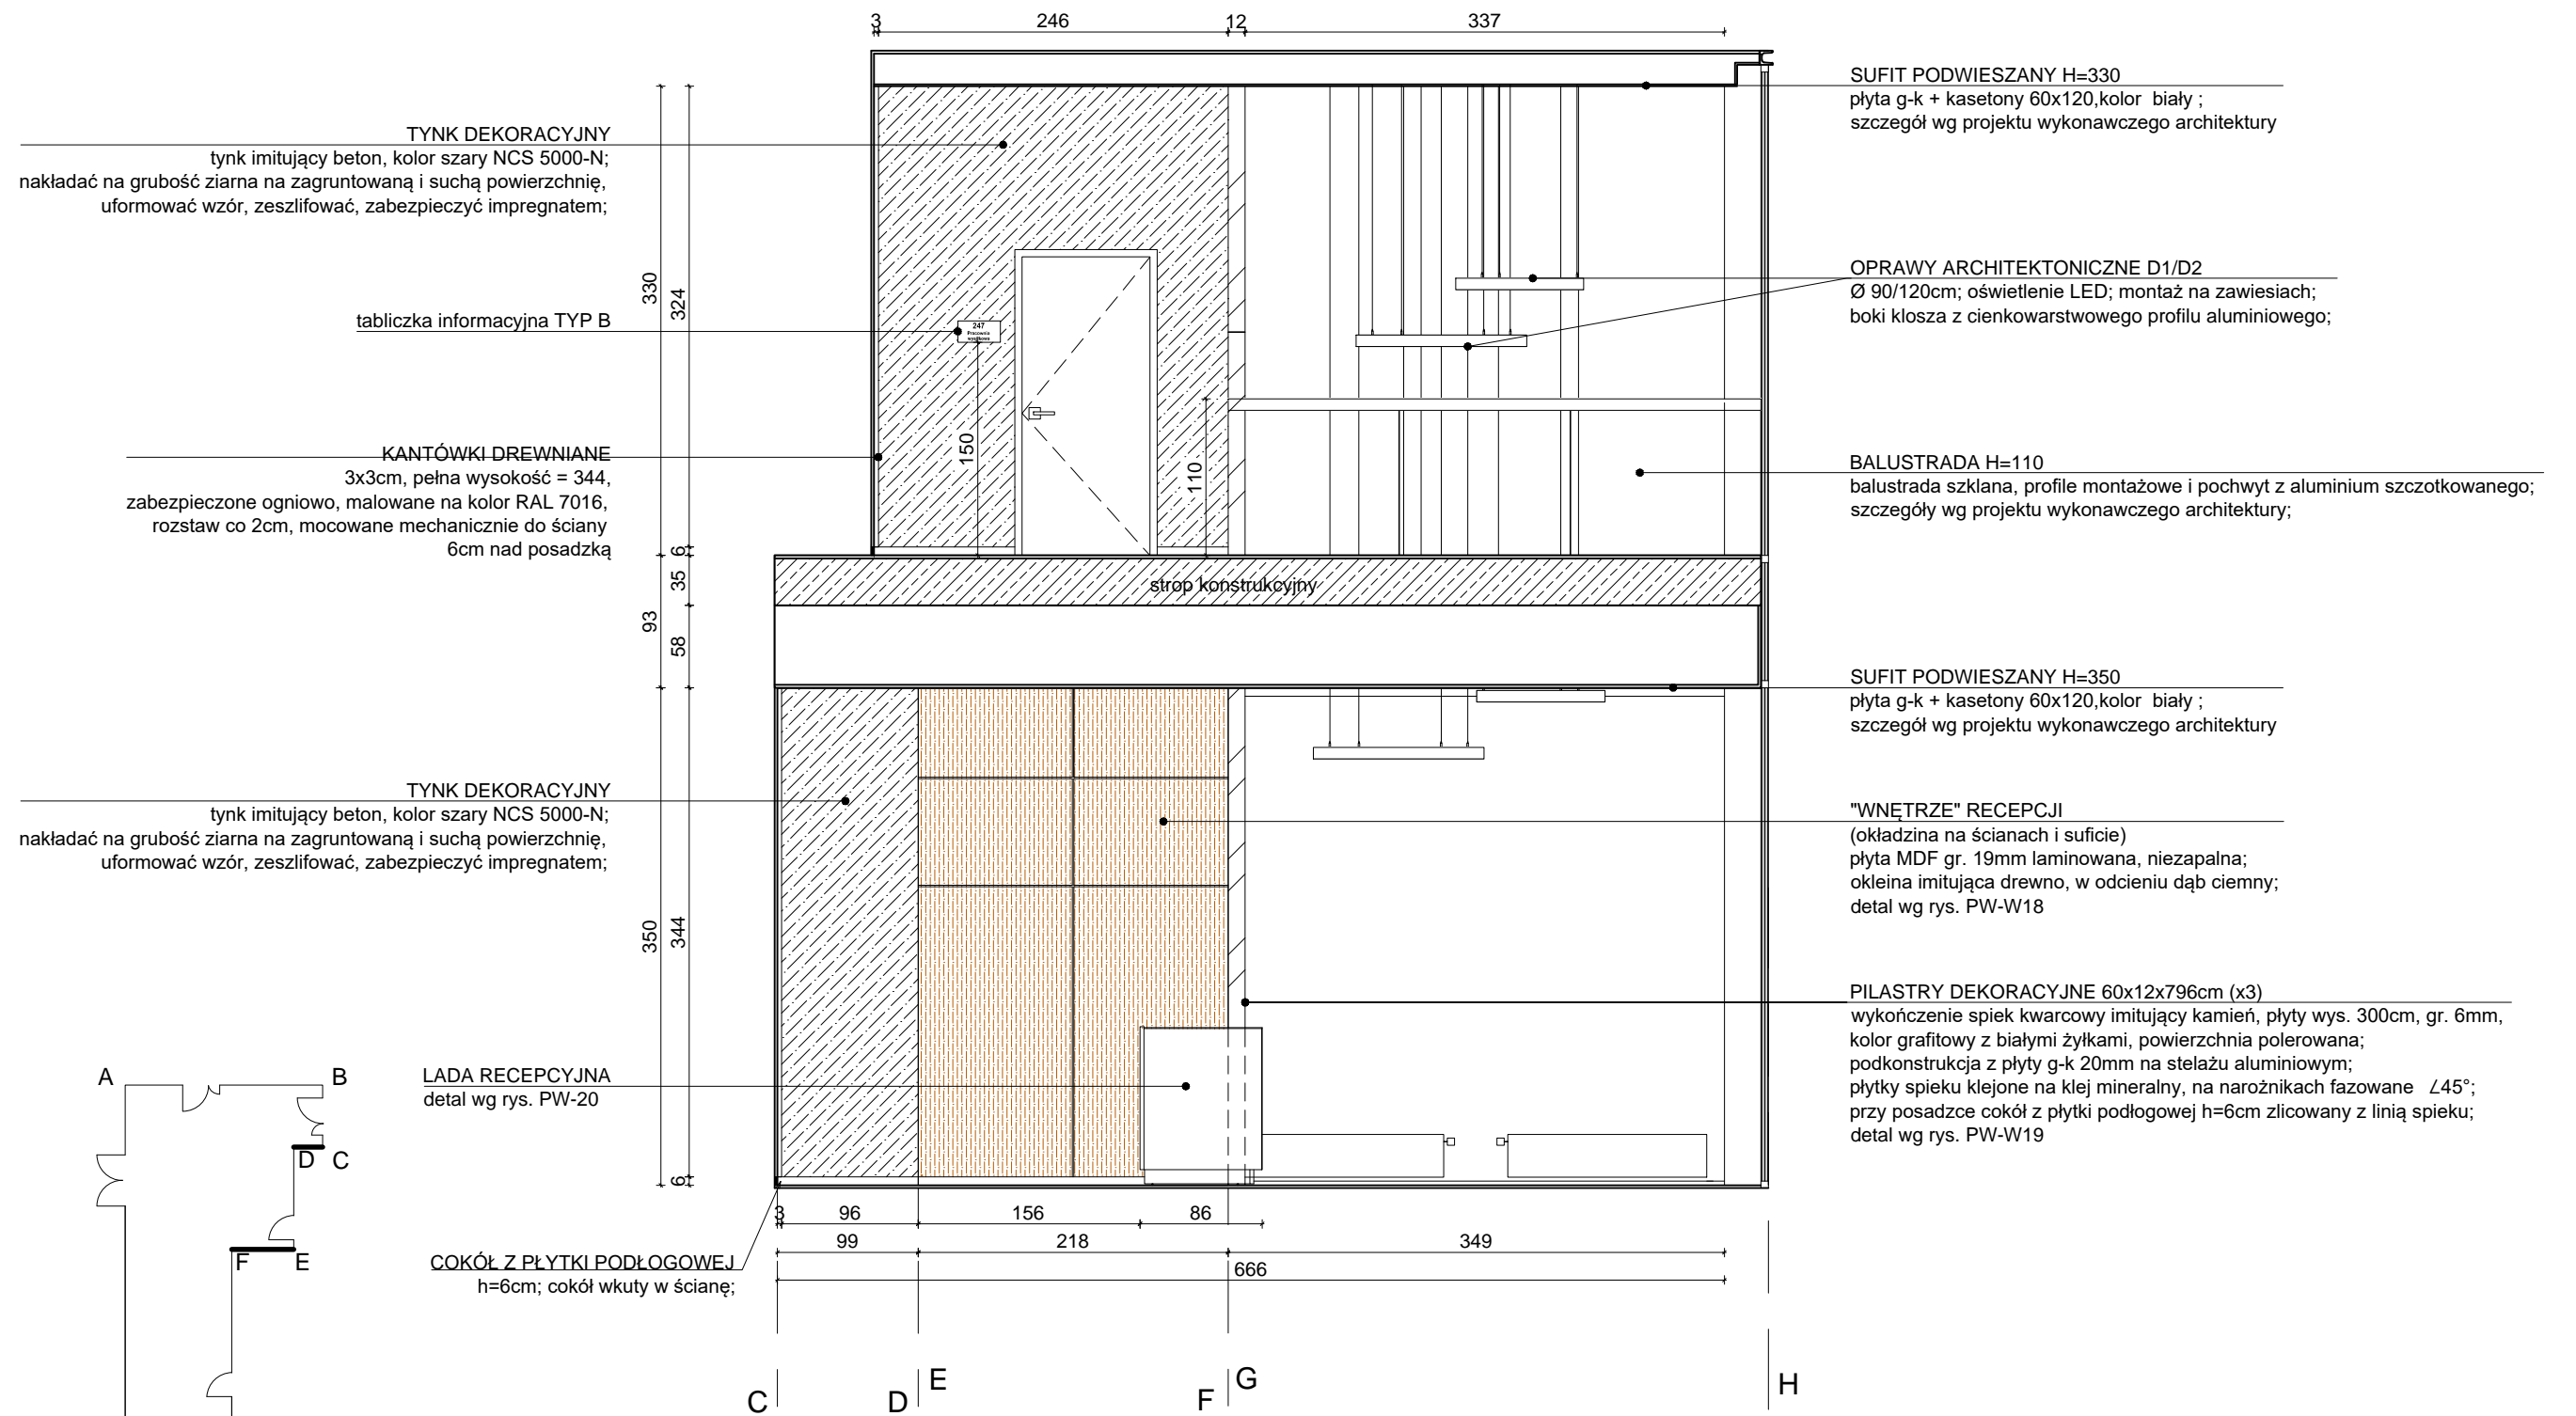 3 246 12 337
SUFIT PODWIESZANY H=330
płyta g-k + kasetony 60x120,kolor biały ;
szczegół wg projektu wykonawczego architektury
TYNK DEKORACYJNY
tynk imitujący beton, kolor szary NCS 5000-N;
nakładać na grubość ziarna na zagruntowaną i suchą powierzchnię,
uformować wzór, zeszlifować, zabezpieczyć impregnatem;
OPRAWY ARCHITEKTONICZNE D1/D2
Ø 90/120cm; oświetlenie LED; montaż na zawiesiach;
boki klosza z cienkowarstwowego profilu aluminiowego;
330
324
tabliczka informacyjna TYP B
247
Pracownia
wysiłkowa
KANTÓWKI DREWNIANE
3x3cm, pełna wysokość = 344,
zabezpieczone ogniowo, malowane na kolor RAL 7016,
rozstaw co 2cm, mocowane mechanicznie do ściany
6cm nad posadzką
150
110
BALUSTRADA H=110
balustrada szklana, profile montażowe i pochwyt z aluminium szczotkowanego;
szczegóły wg projektu wykonawczego architektury;
6
35
93
58
strop konstrukcyjny
SUFIT PODWIESZANY H=350
płyta g-k + kasetony 60x120,kolor biały ;
szczegół wg projektu wykonawczego architektury
TYNK DEKORACYJNY
tynk imitujący beton, kolor szary NCS 5000-N;
nakładać na grubość ziarna na zagruntowaną i suchą powierzchnię,
uformować wzór, zeszlifować, zabezpieczyć impregnatem;
"WNĘTRZE" RECEPCJI
(okładzina na ścianach i suficie)
płyta MDF gr. 19mm laminowana, niezapalna;
okleina imitująca drewno, w odcieniu dąb ciemny;
detal wg rys. PW-W18
350
344
PILASTRY DEKORACYJNE 60x12x796cm (x3)
wykończenie spiek kwarcowy imitujący kamień, płyty wys. 300cm, gr. 6mm,
kolor grafitowy z białymi żyłkami, powierzchnia polerowana;
podkonstrukcja z płyty g-k 20mm na stelażu aluminiowym;
płytky spieku klejone na klej mineralny, na narożnikach fazowane ∠45°;
przy posadzce cokół z płytki podłogowej h=6cm zlicowany z linią spieku;
detal wg rys. PW-W19
LADA RECEPCYJNA
detal wg rys. PW-20
6
A B
D C
F E
3 96 156 86
99 218 349
666
COKÓŁ Z PŁYTKI PODŁOGOWEJ
h=6cm; cokół wkuty w ścianę;
C D E F G H